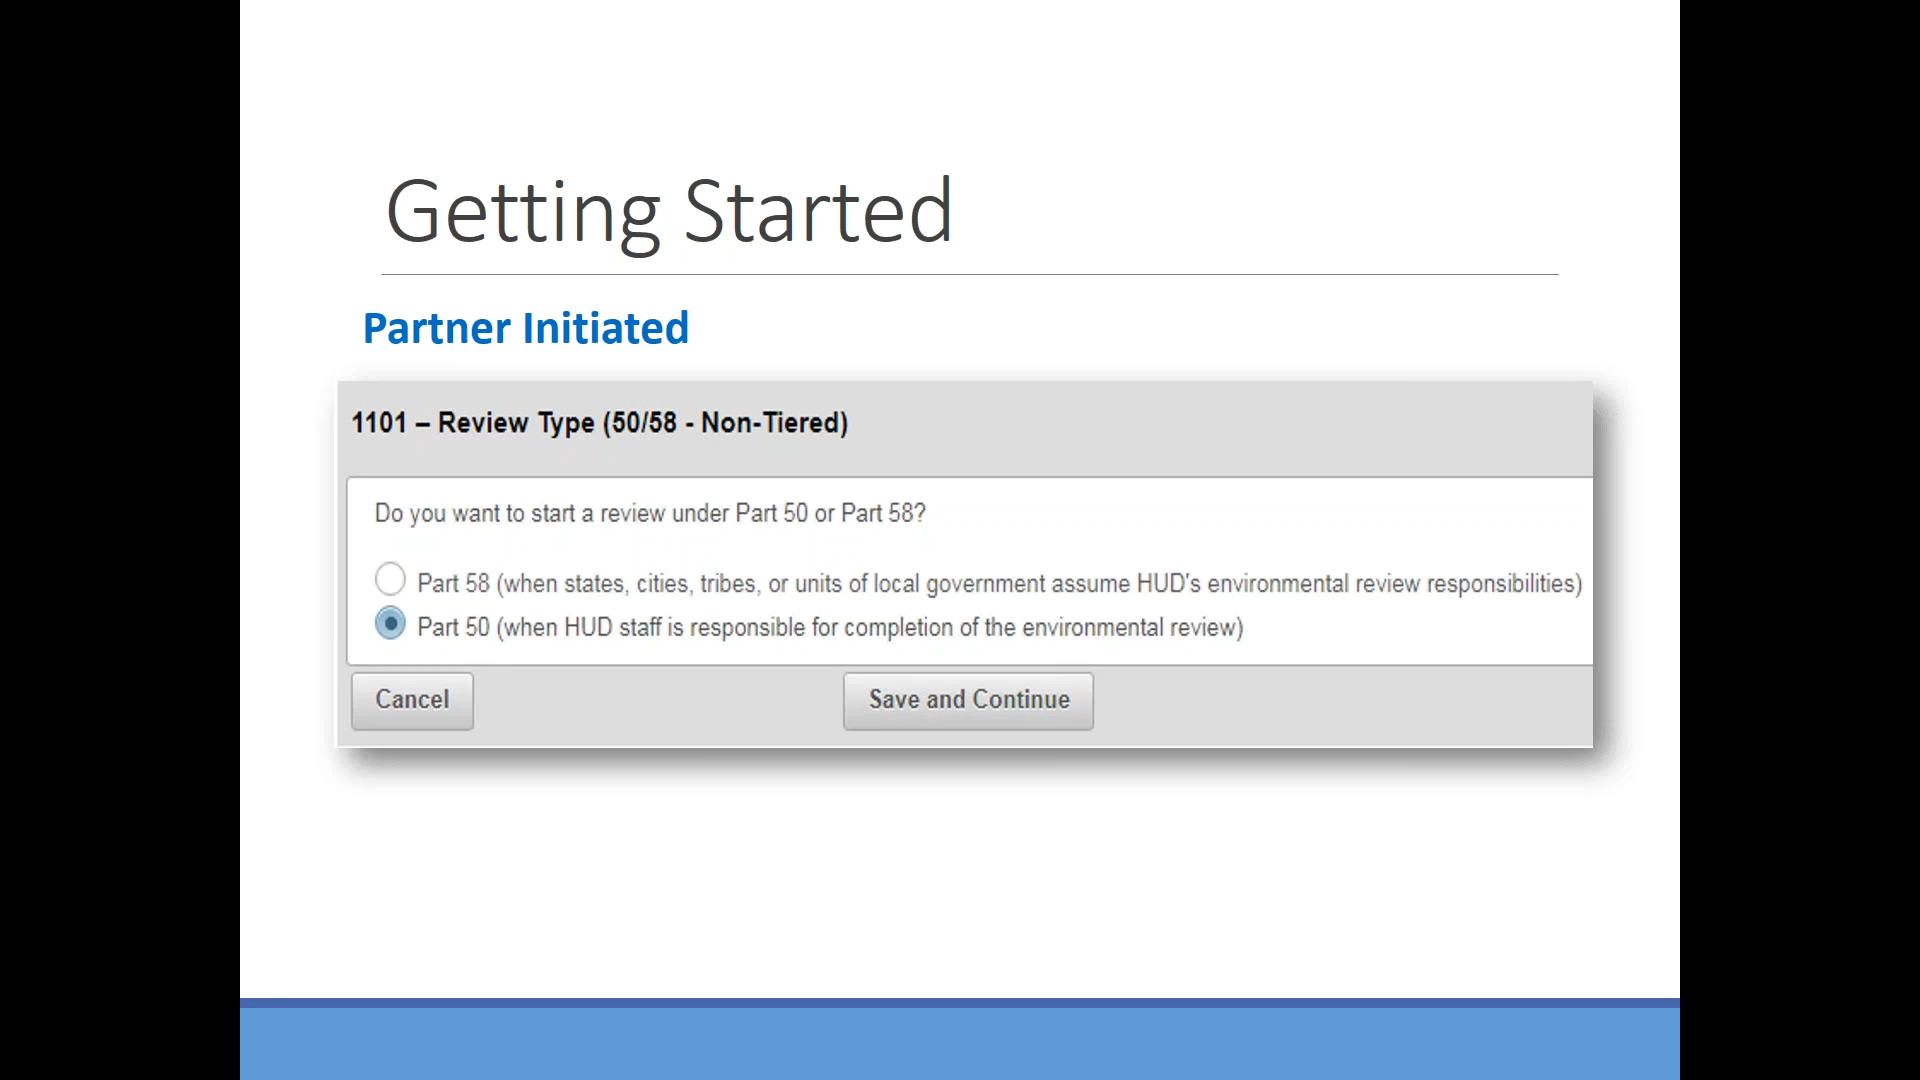 Getting Started
Partner Initiated
1101 – Review Type (50/58 - Non-Tiered)
Do you want to start a review under Part 50 or Part 58?
Part 58 (when states, cities, tribes, or units of local government assume HUD's environmental review responsibilities)
Part 50 (when HUD staff is responsible for completion of the environmental review)
Cancel
Save and Continue